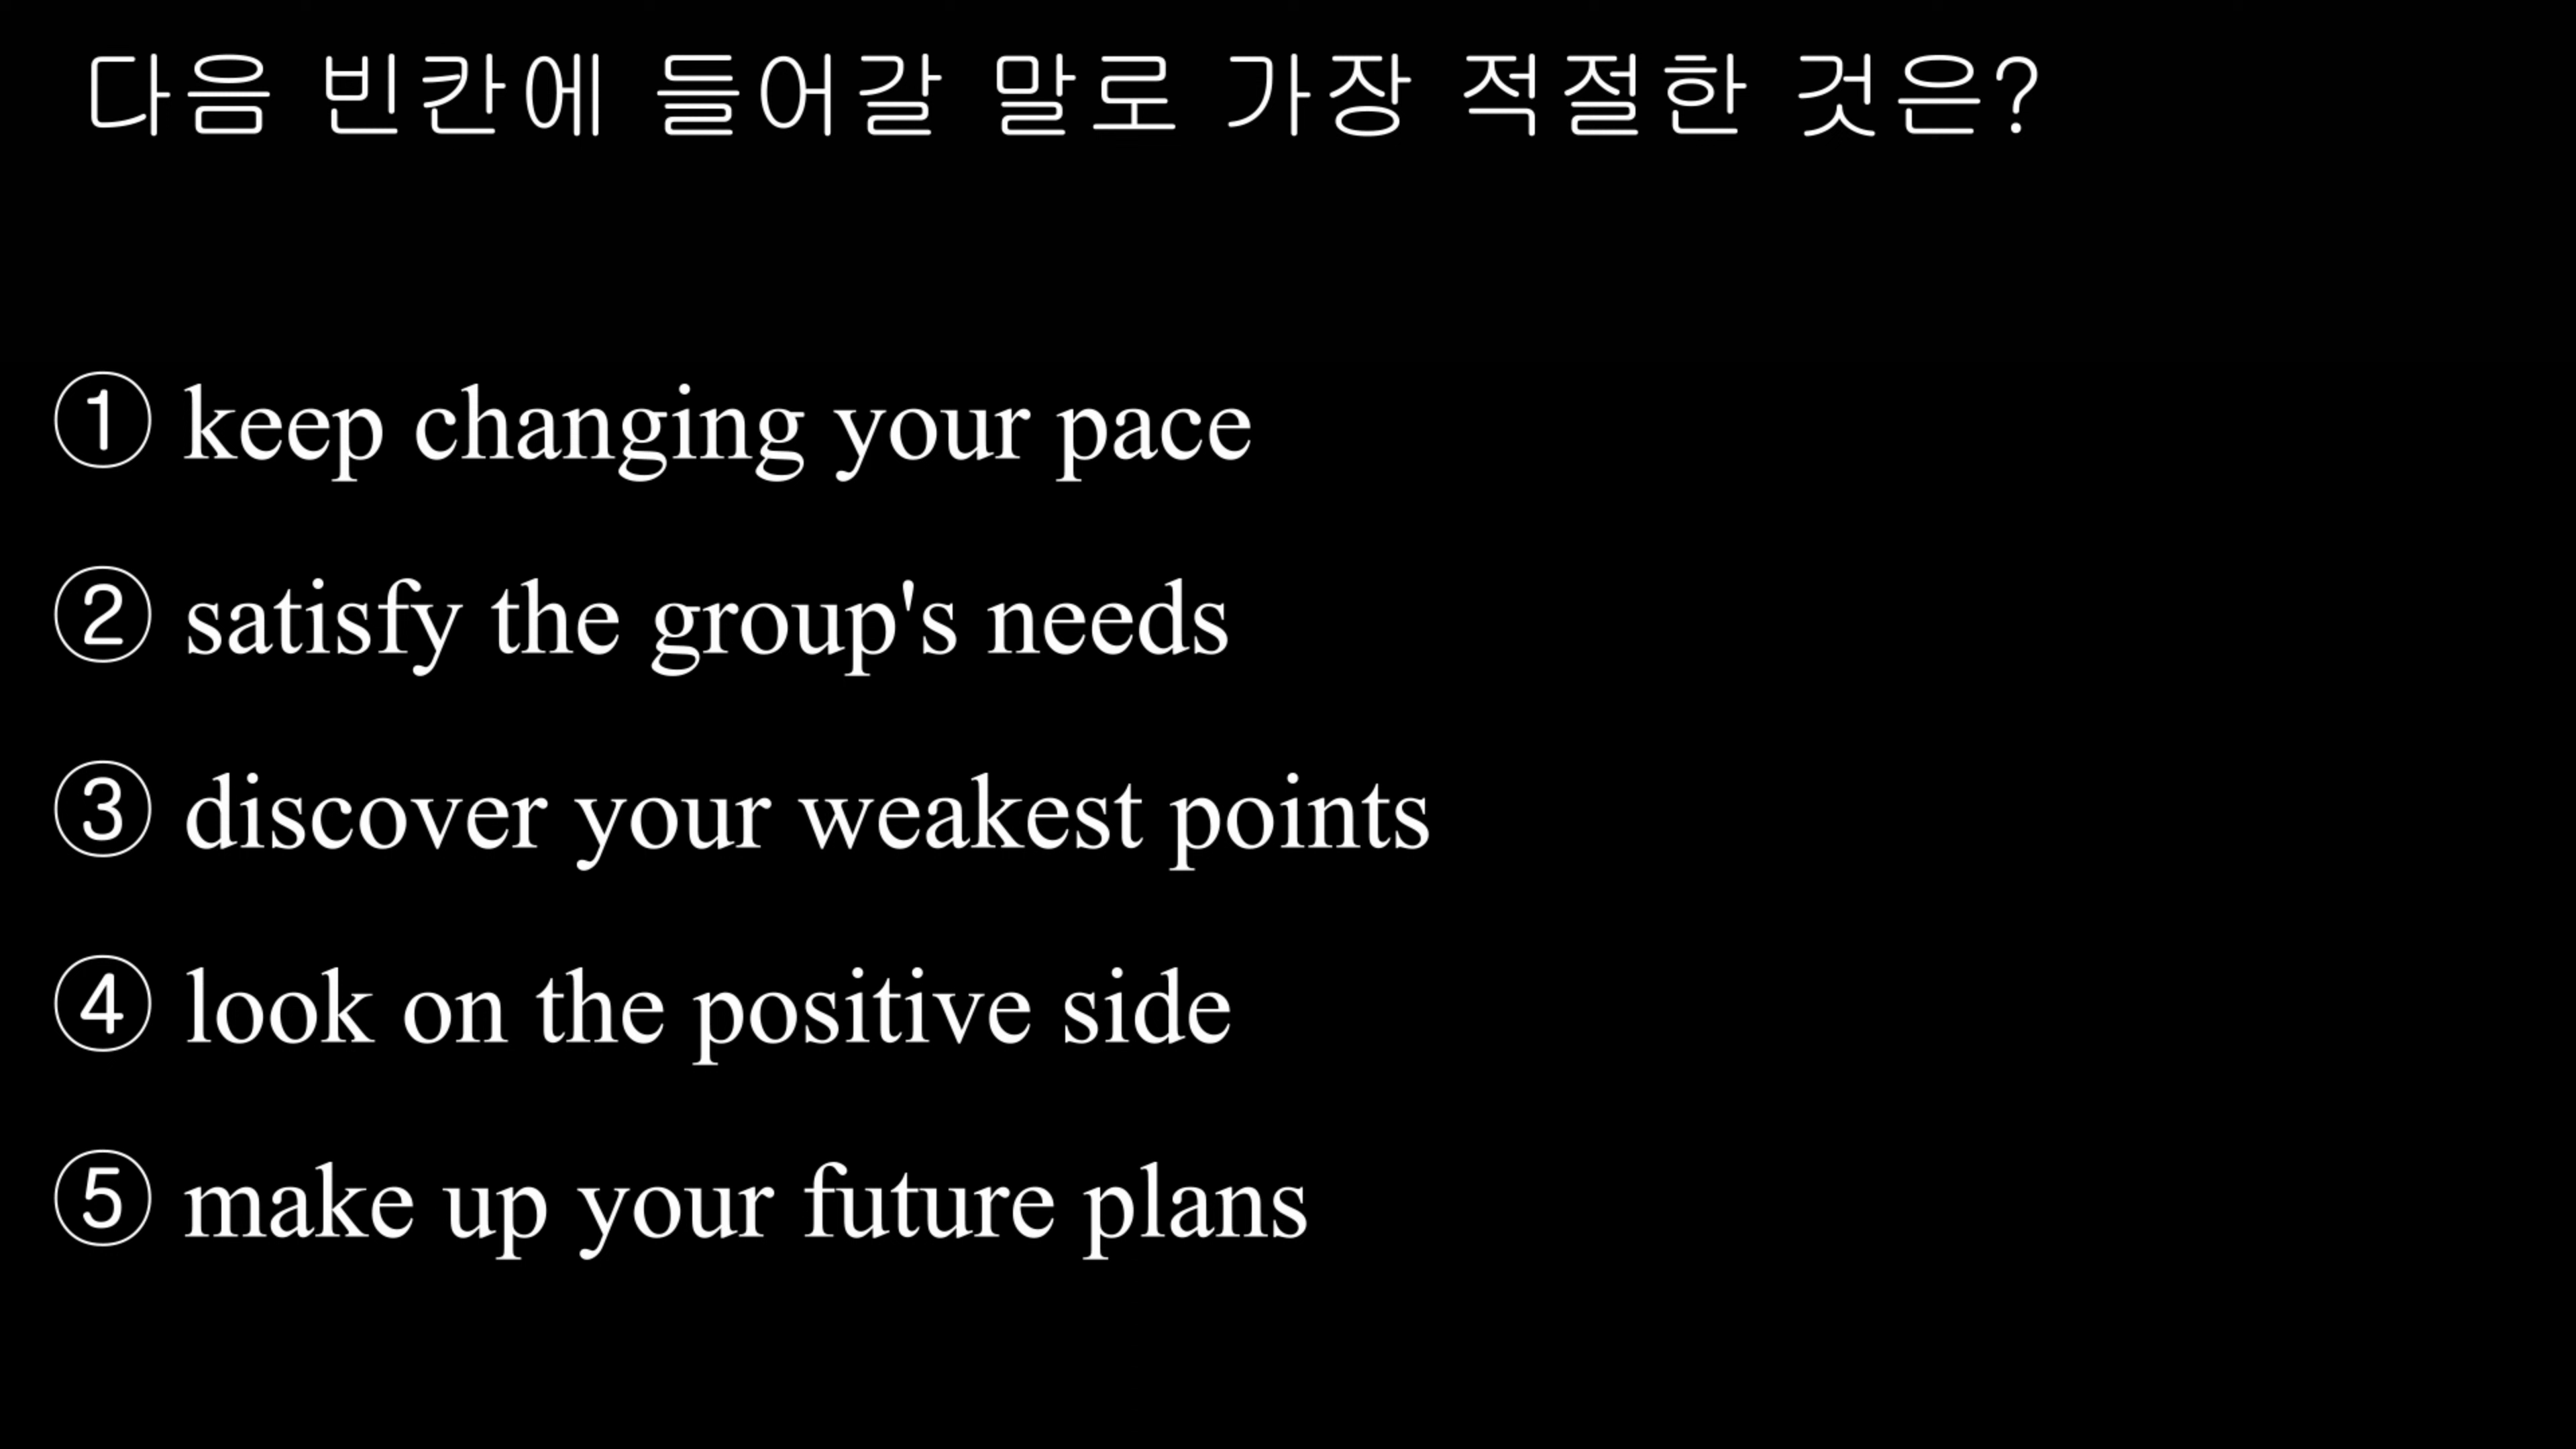 다음 빈칸에 들어갈 말로 가장 적절한 것은?
① keep changing your pace
② satisfy the group's needs
③ discover your weakest points
④ look on the positive side
⑤ make up your future plans